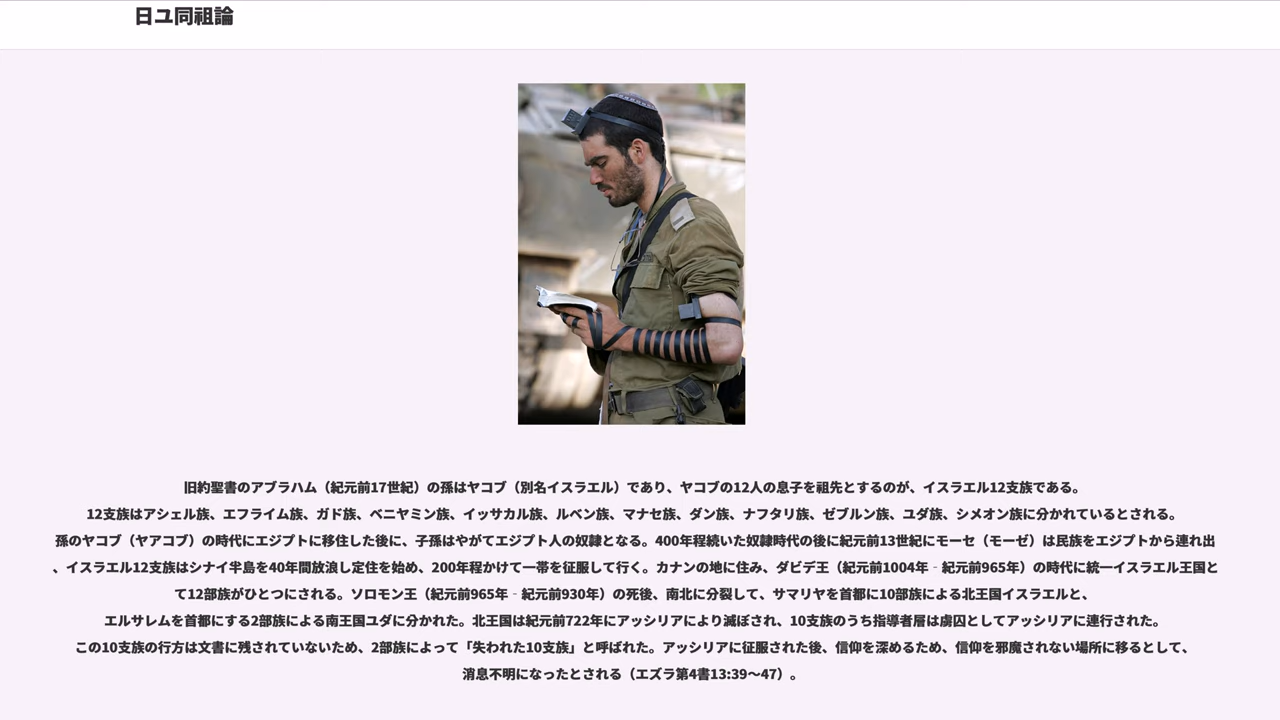 日ユ同祖論
旧約聖書のアブラハム（紀元前17世紀）の孫はヤコブ（別名イスラエル）であり、ヤコブの12人の息子を祖先とするのが、イスラエル12支族である。
12支族はアシェル族、エフライム族、ガド族、ベニヤミン族、イッサカル族、ルベン族、マナセ族、ダン族、ナフタリ族、ゼブルン族、ユダ族、シメオン族に分かれているとされる。
孫のヤコブ（ヤアコブ）の時代にエジプトに移住した後に、子孫はやがてエジプト人の奴隷となる。400年程続いた奴隷時代の後に紀元前13世紀にモーセ（モーゼ）は民族をエジプトから連れ出
、イスラエル12支族はシナイ半島を40年間放浪し定住を始め、200年程かけて一帯を征服して行く。カナンの地に住み、ダビデ王（紀元前1004年‐紀元前965年）の時代に統一イスラエル王国と
て12部族がひとつにされる。ソロモン王（紀元前965年‐紀元前930年）の死後、南北に分裂して、サマリヤを首都に10部族による北王国イスラエルと、
エルサレムを首都にする2部族による南王国ユダに分かれた。北王国は紀元前722年にアッシリアにより滅ぼされ、10支族のうち指導者層は虜囚としてアッシリアに連行された。
この10支族の行方は文書に残されていないため、2部族によって「失われた10支族」と呼ばれた。アッシリアに征服された後、信仰を深めるため、信仰を邪魔されない場所に移るとして、
消息不明になったとされる（エズラ第4書13:39〜47）。